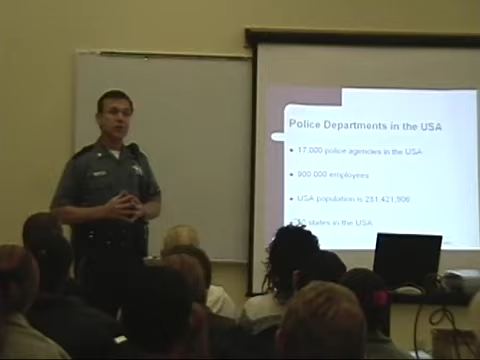 Police Departments in the USA
17,000 police agencies in the USA
900,000 employees
USA population is 281,421,906
50 states in the USA